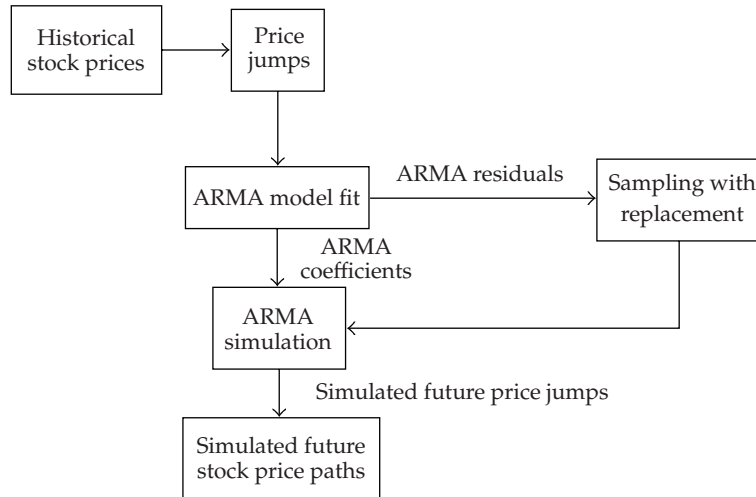 Historical
stock prices
Price
jumps
ARMA model fit
ARMA residuals
Sampling with
replacement
ARMA
coefficients
ARMA
simulation
Simulated future price jumps
Simulated future
stock price paths